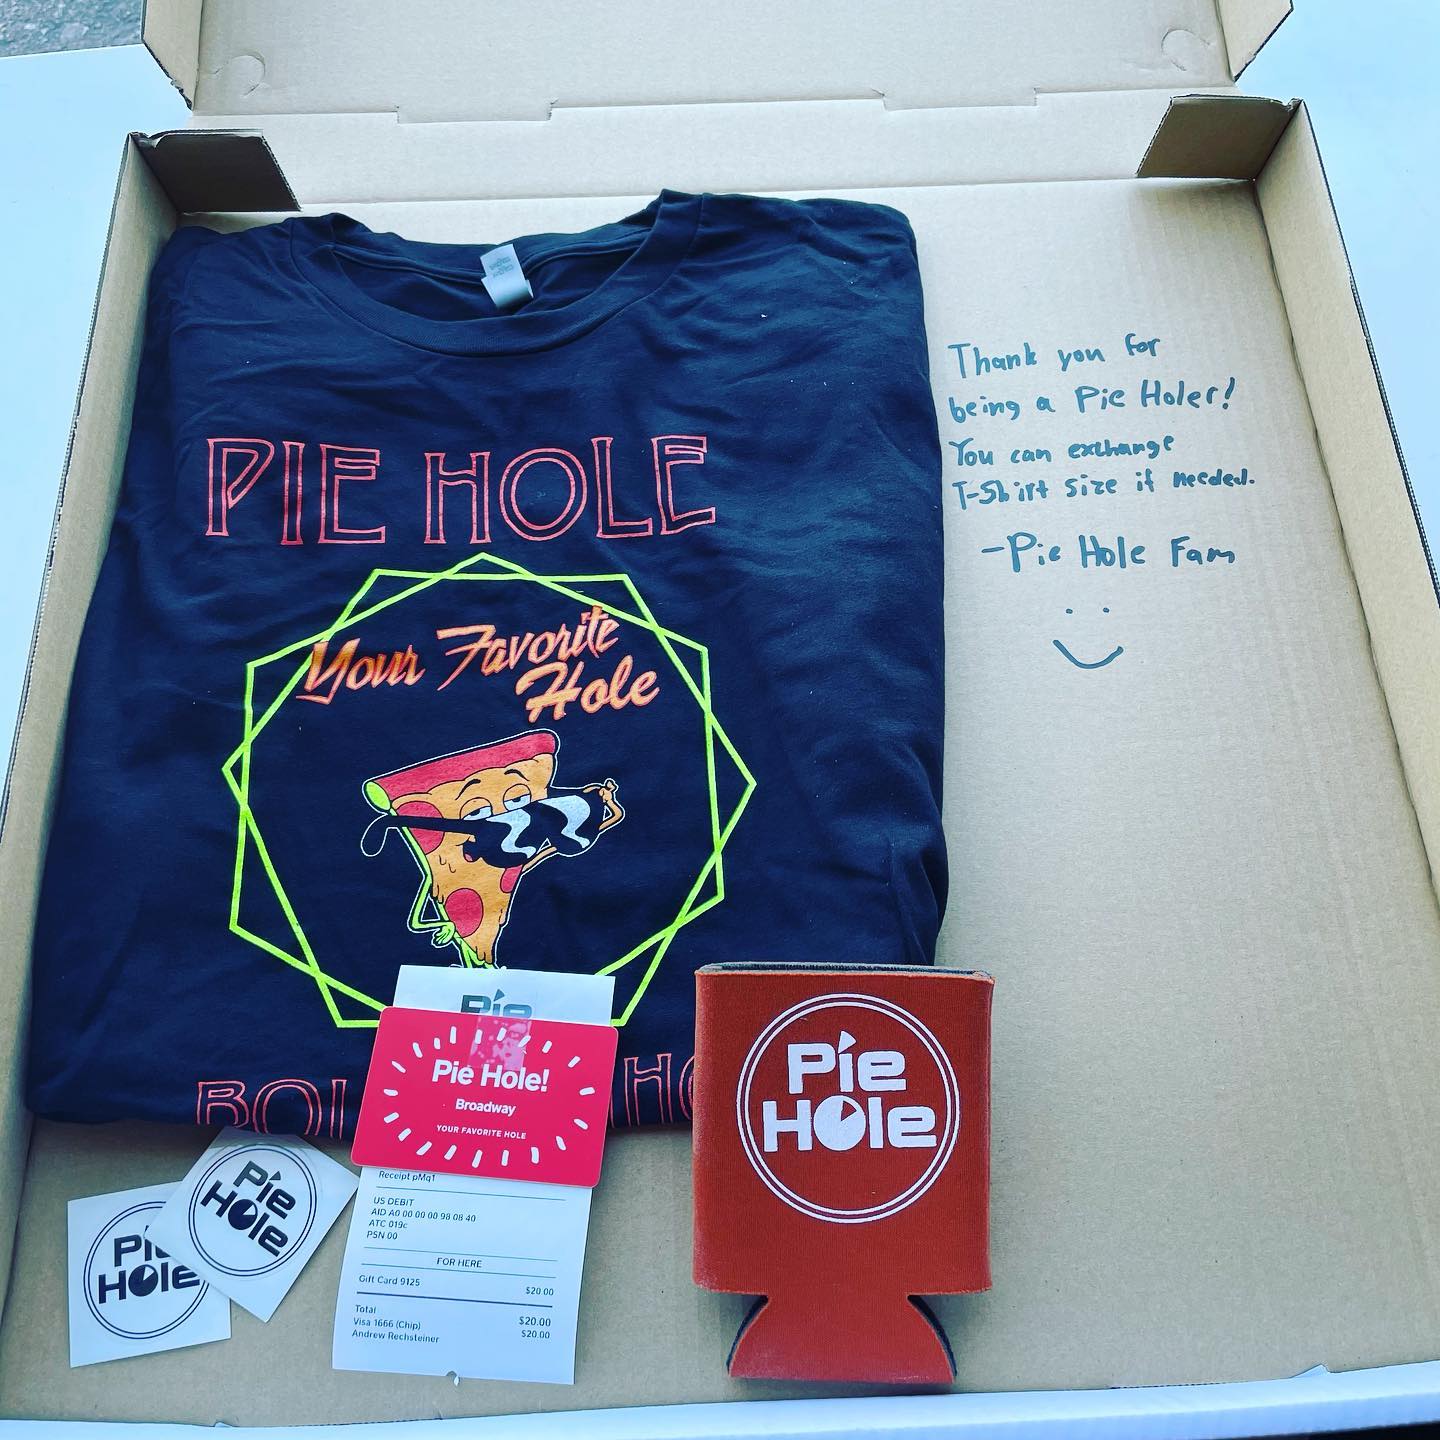 PIE HOLE
Your Favorite
Hole
Thank you for
being a Pie Holer!
You can exchange
T-Shirt size if needed.
-Pie Hole Fam
Pie
Pie Hole!
Broadway
YOUR FAVORITE HOLE
Receipt pMq1
US DEBIT
AID A0 00 00 00 98 08 40
ATC 019c
PSN 00
FOR HERE
Gift Card 9125 $20.00
Total $20.00
Visa 1666 (Chip) $20.00
Andrew Rechsteiner
Pie
Hole
Pie
Hole
Pie
Hole